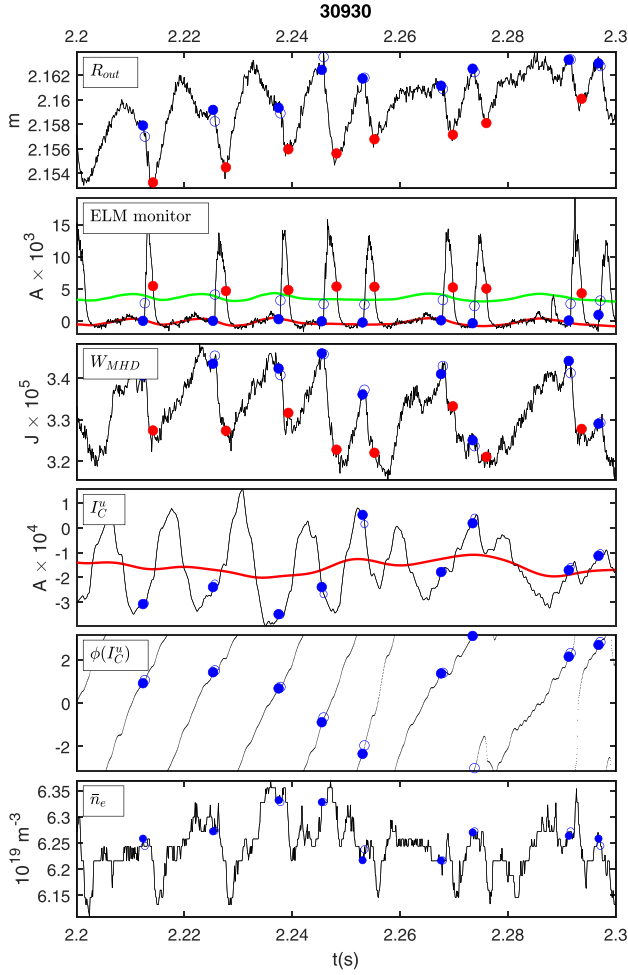 30930
2.2 2.22 2.24 2.26 2.28 2.3
R_out
2.162
2.16
2.158
2.156
2.154
m
ELM monitor
15
10
5
0
A × 10^3
W_MHD
3.4
3.3
3.2
J × 10^5
I_C^u
1
0
-1
-2
-3
A × 10^4
ϕ(I_C^u)
2
0
-2
n̄_e
6.35
6.3
6.25
6.2
6.15
10^19 m^-3
2.2 2.22 2.24 2.26 2.28 2.3
t(s)